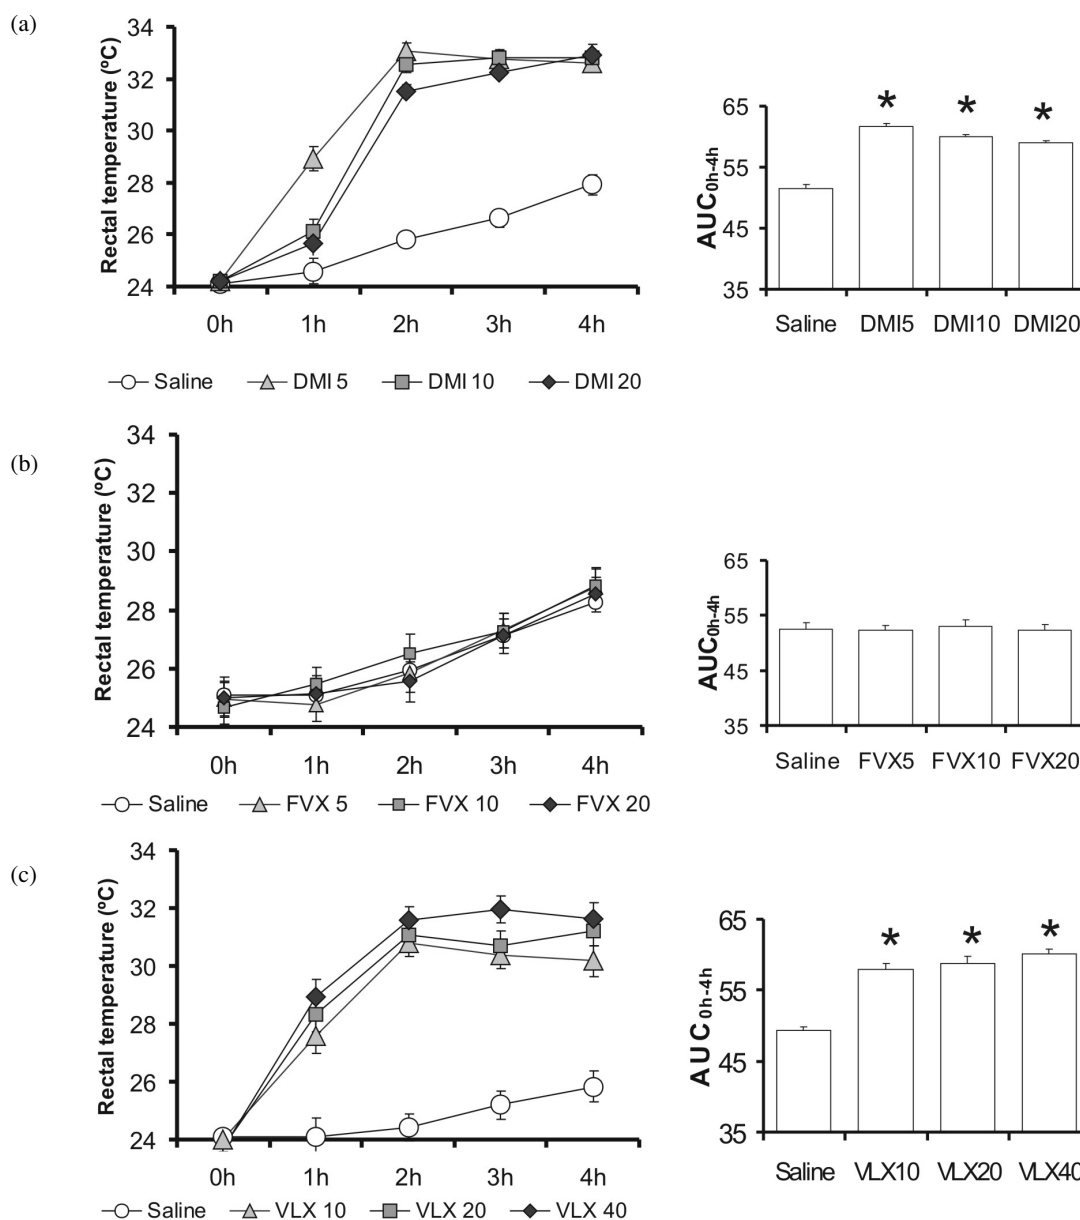 (a)
Rectal temperature (ºC)
34
32
30
28
26
24
0h 1h 2h 3h 4h
Saline DMI 5 DMI 10 DMI 20
AUC0h-4h
65
55
45
35
* * *
Saline DMI5 DMI10 DMI20
(b)
Rectal temperature (ºC)
34
32
30
28
26
24
0h 1h 2h 3h 4h
Saline FVX 5 FVX 10 FVX 20
AUC0h-4h
65
55
45
35
Saline FVX5 FVX10 FVX20
(c)
Rectal temperature (ºC)
34
32
30
28
26
24
0h 1h 2h 3h 4h
Saline VLX 10 VLX 20 VLX 40
AUC0h-4h
65
55
45
35
* * *
Saline VLX10 VLX20 VLX40